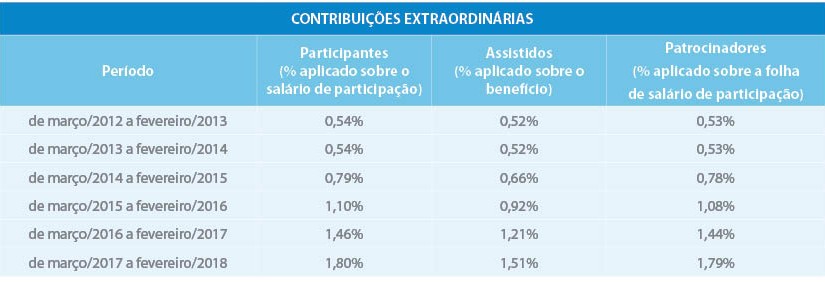 CONTRIBUIÇÕES EXTRAORDINÁRIAS
Período
Participantes
(% aplicado sobre o
salário de participação)
Assistidos
(% aplicado sobre o
benefício)
Patrocinadores
(% aplicado sobre a folha
de salário de participação)
de março/2012 a fevereiro/2013 0,54% 0,52% 0,53%
de março/2013 a fevereiro/2014 0,54% 0,52% 0,53%
de março/2014 a fevereiro/2015 0,79% 0,66% 0,78%
de março/2015 a fevereiro/2016 1,10% 0,92% 1,08%
de março/2016 a fevereiro/2017 1,46% 1,21% 1,44%
de março/2017 a fevereiro/2018 1,80% 1,51% 1,79%